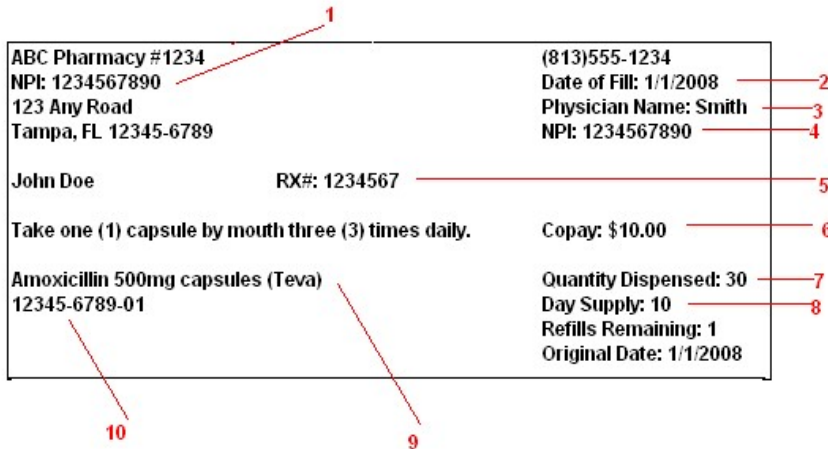 1
ABC Pharmacy #1234 (813)555-1234
NPI: 1234567890 Date of Fill: 1/1/2008 2
123 Any Road Physician Name: Smith 3
Tampa, FL 12345-6789 NPI: 1234567890 4
John Doe RX#: 1234567 5
Take one (1) capsule by mouth three (3) times daily. Copay: $10.00 6
Amoxicillin 500mg capsules (Teva) Quantity Dispensed: 30 7
12345-6789-01 Day Supply: 10 8
Refills Remaining: 1
Original Date: 1/1/2008
10 9